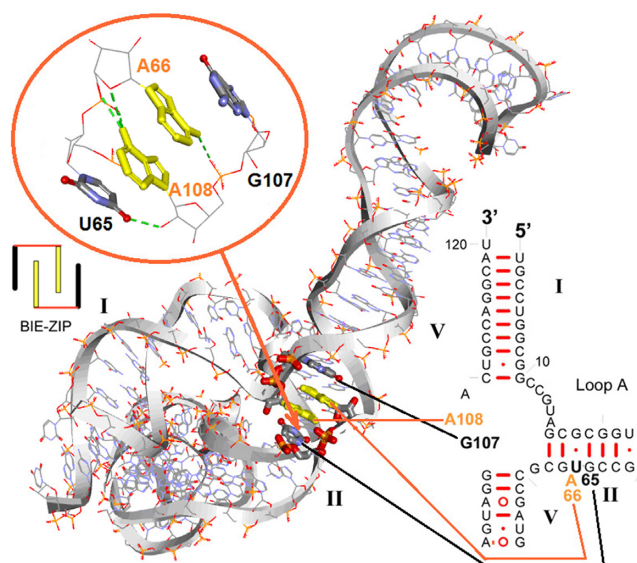 A66
A108
G107
U65
BIE-ZIP
I
3’ 5’
120
U U
A G
C C
G C
G U
A G
C G
C C
G G
U G
C
A
I
V
10
C
C
G
U
A
Loop A
G C G C G G U
C G C U G C C G
A 65
66
II
A108
G107
II
V
C
G C
G G
A A
U U
G G
A